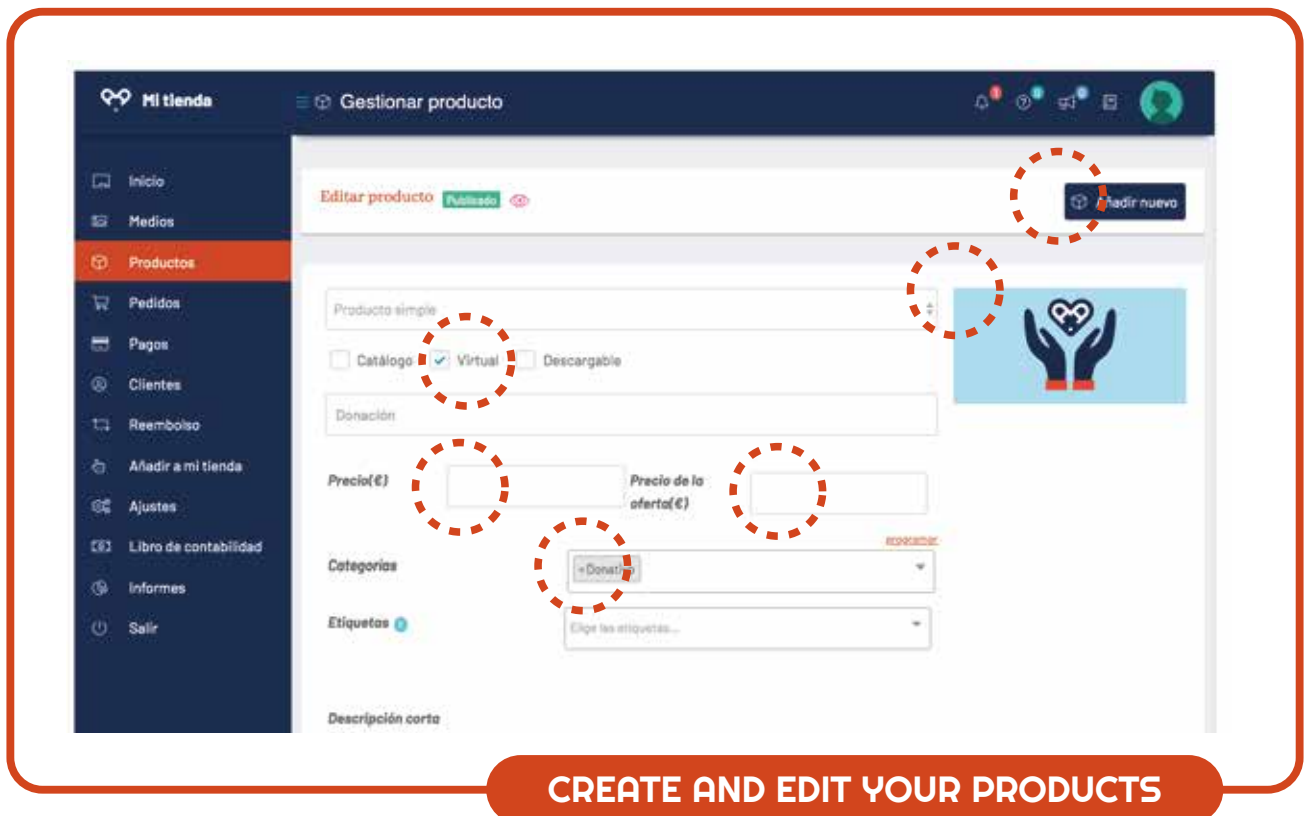 Mi tienda
Gestionar producto
Inicio
Medios
Productos
Pedidos
Pagos
Clientes
Reembolso
Añadir a mi tienda
Ajustes
Libro de contabilidad
Informes
Salir
Editar producto Publicado
Añadir nuevo
Producto simple
Catálogo Virtual Descargable
Donación
Precio(€)
Precio de la
oferta(€)
programar
Categorías
×Donativo
Etiquetas
Elige las etiquetas...
Descripción corta
CREATE AND EDIT YOUR PRODUCTS